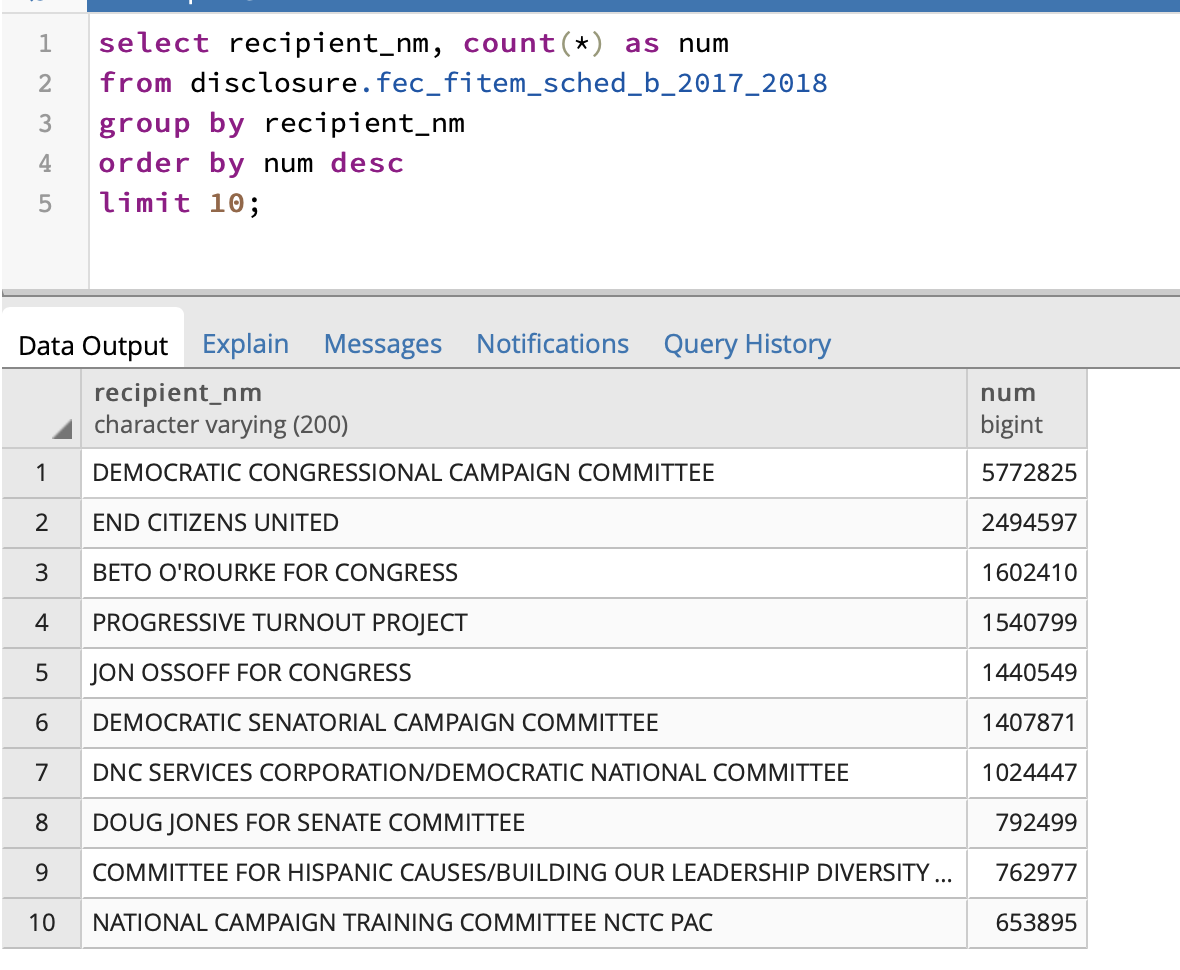 1 select recipient_nm, count(*) as num
2 from disclosure.fec_fitem_sched_b_2017_2018
3 group by recipient_nm
4 order by num desc
5 limit 10;
Data Output Explain Messages Notifications Query History
recipient_nm num
character varying (200) bigint
1 DEMOCRATIC CONGRESSIONAL CAMPAIGN COMMITTEE 5772825
2 END CITIZENS UNITED 2494597
3 BETO O'ROURKE FOR CONGRESS 1602410
4 PROGRESSIVE TURNOUT PROJECT 1540799
5 JON OSSOFF FOR CONGRESS 1440549
6 DEMOCRATIC SENATORIAL CAMPAIGN COMMITTEE 1407871
7 DNC SERVICES CORPORATION/DEMOCRATIC NATIONAL COMMITTEE 1024447
8 DOUG JONES FOR SENATE COMMITTEE 792499
9 COMMITTEE FOR HISPANIC CAUSES/BUILDING OUR LEADERSHIP DIVERSITY ... 762977
10 NATIONAL CAMPAIGN TRAINING COMMITTEE NCTC PAC 653895